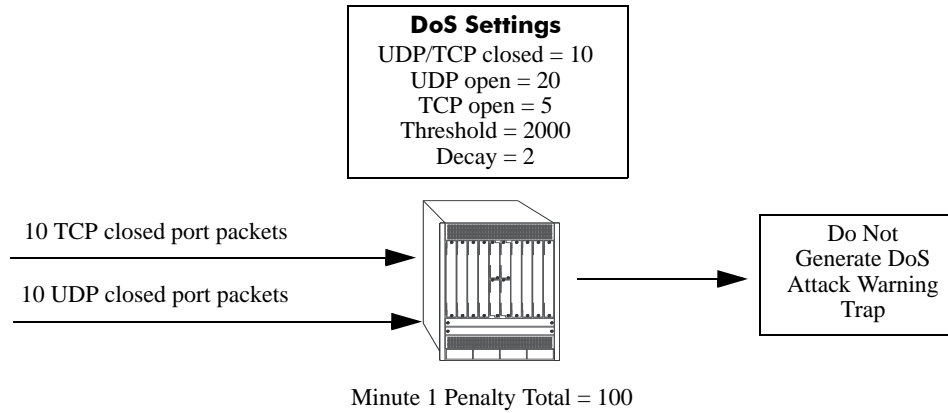 DoS Settings
UDP/TCP closed = 10
UDP open = 20
TCP open = 5
Threshold = 2000
Decay = 2
10 TCP closed port packets
10 UDP closed port packets
Do Not
Generate DoS
Attack Warning
Trap
Minute 1 Penalty Total = 100